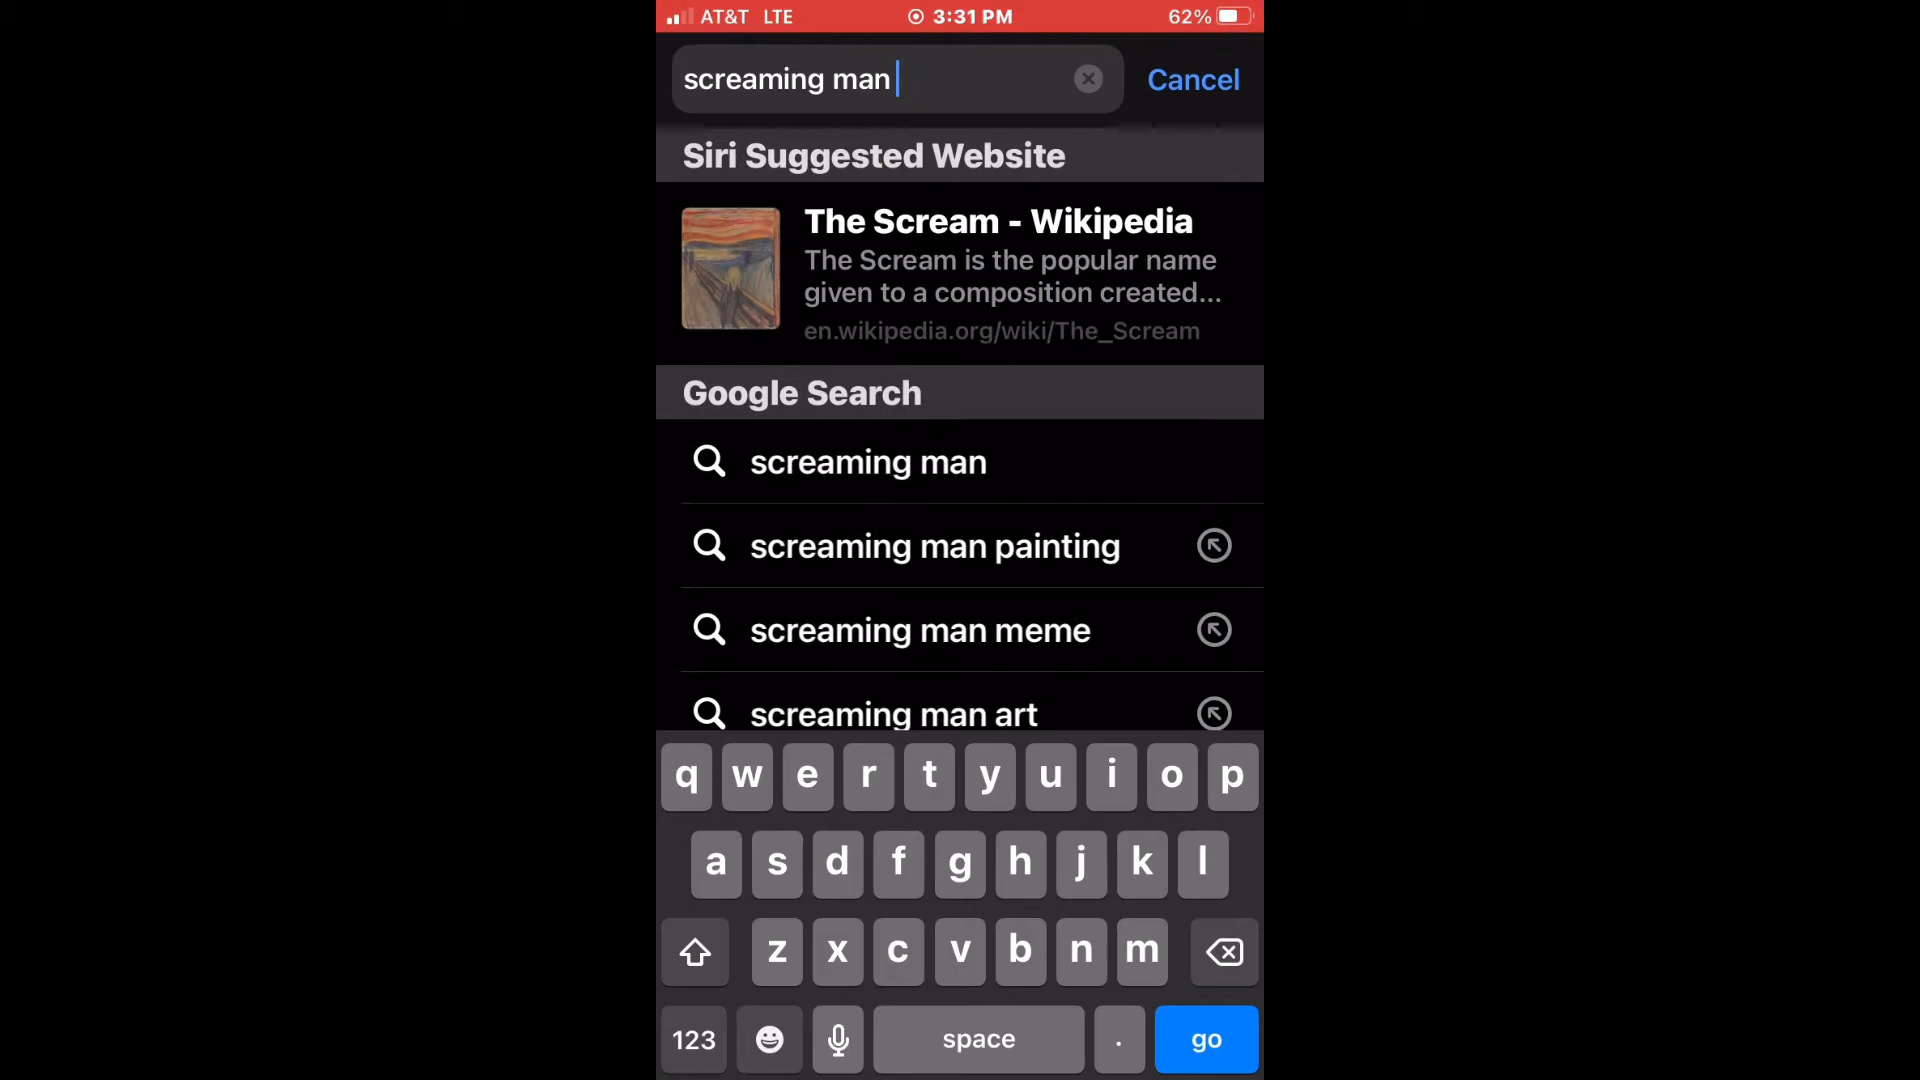 AT&T LTE 3:31 PM 62%
screaming man Cancel
Siri Suggested Website
The Scream - Wikipedia
The Scream is the popular name
given to a composition created...
en.wikipedia.org/wiki/The_Scream
Google Search
screaming man
screaming man painting
screaming man meme
screaming man art
q w e r t y u i o p
a s d f g h j k l
z x c v b n m
123 space . go